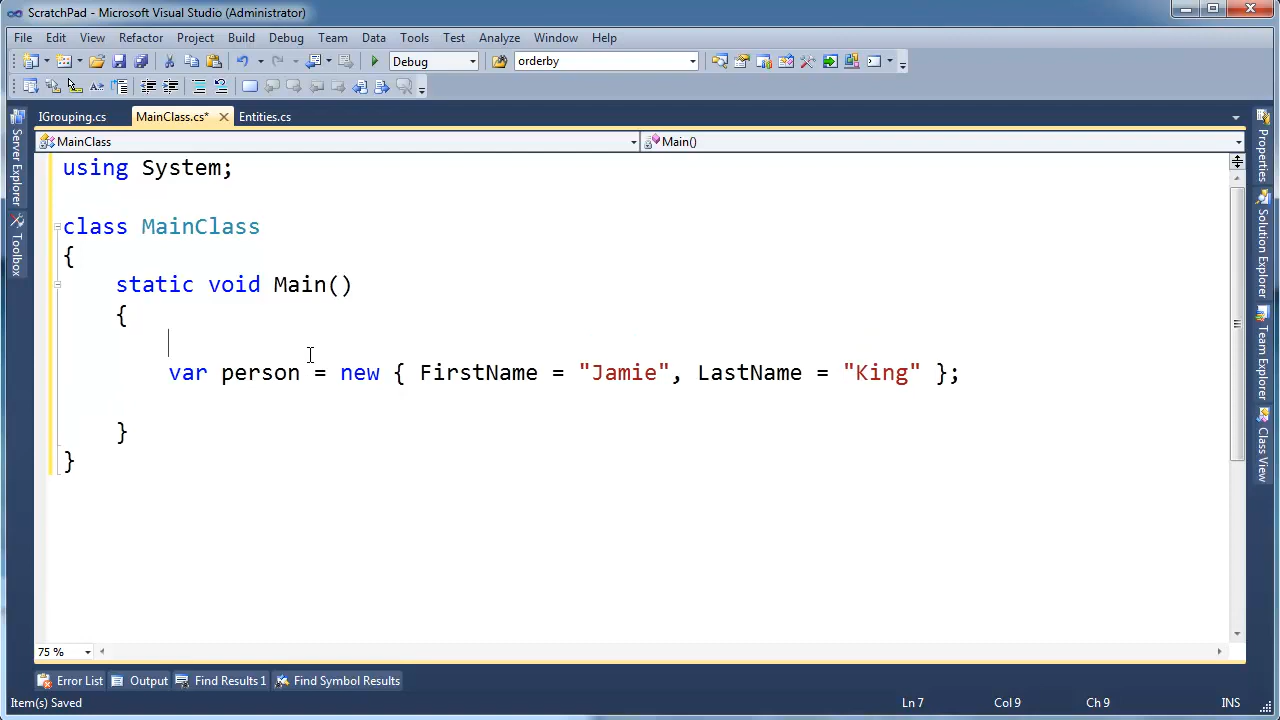 ScratchPad - Microsoft Visual Studio (Administrator)
File Edit View Refactor Project Build Debug Team Data Tools Test Analyze Window Help
Debug orderby
IGrouping.cs MainClass.cs* Entities.cs
MainClass Main()
using System;
class MainClass
{
static void Main()
{
var person = new { FirstName = "Jamie", LastName = "King" };
}
}
75 %
Error List Output Find Results 1 Find Symbol Results
Item(s) Saved Ln 7 Col 9 Ch 9 INS
Server Explorer
Toolbox
Properties
Solution Explorer
Team Explorer
Class View